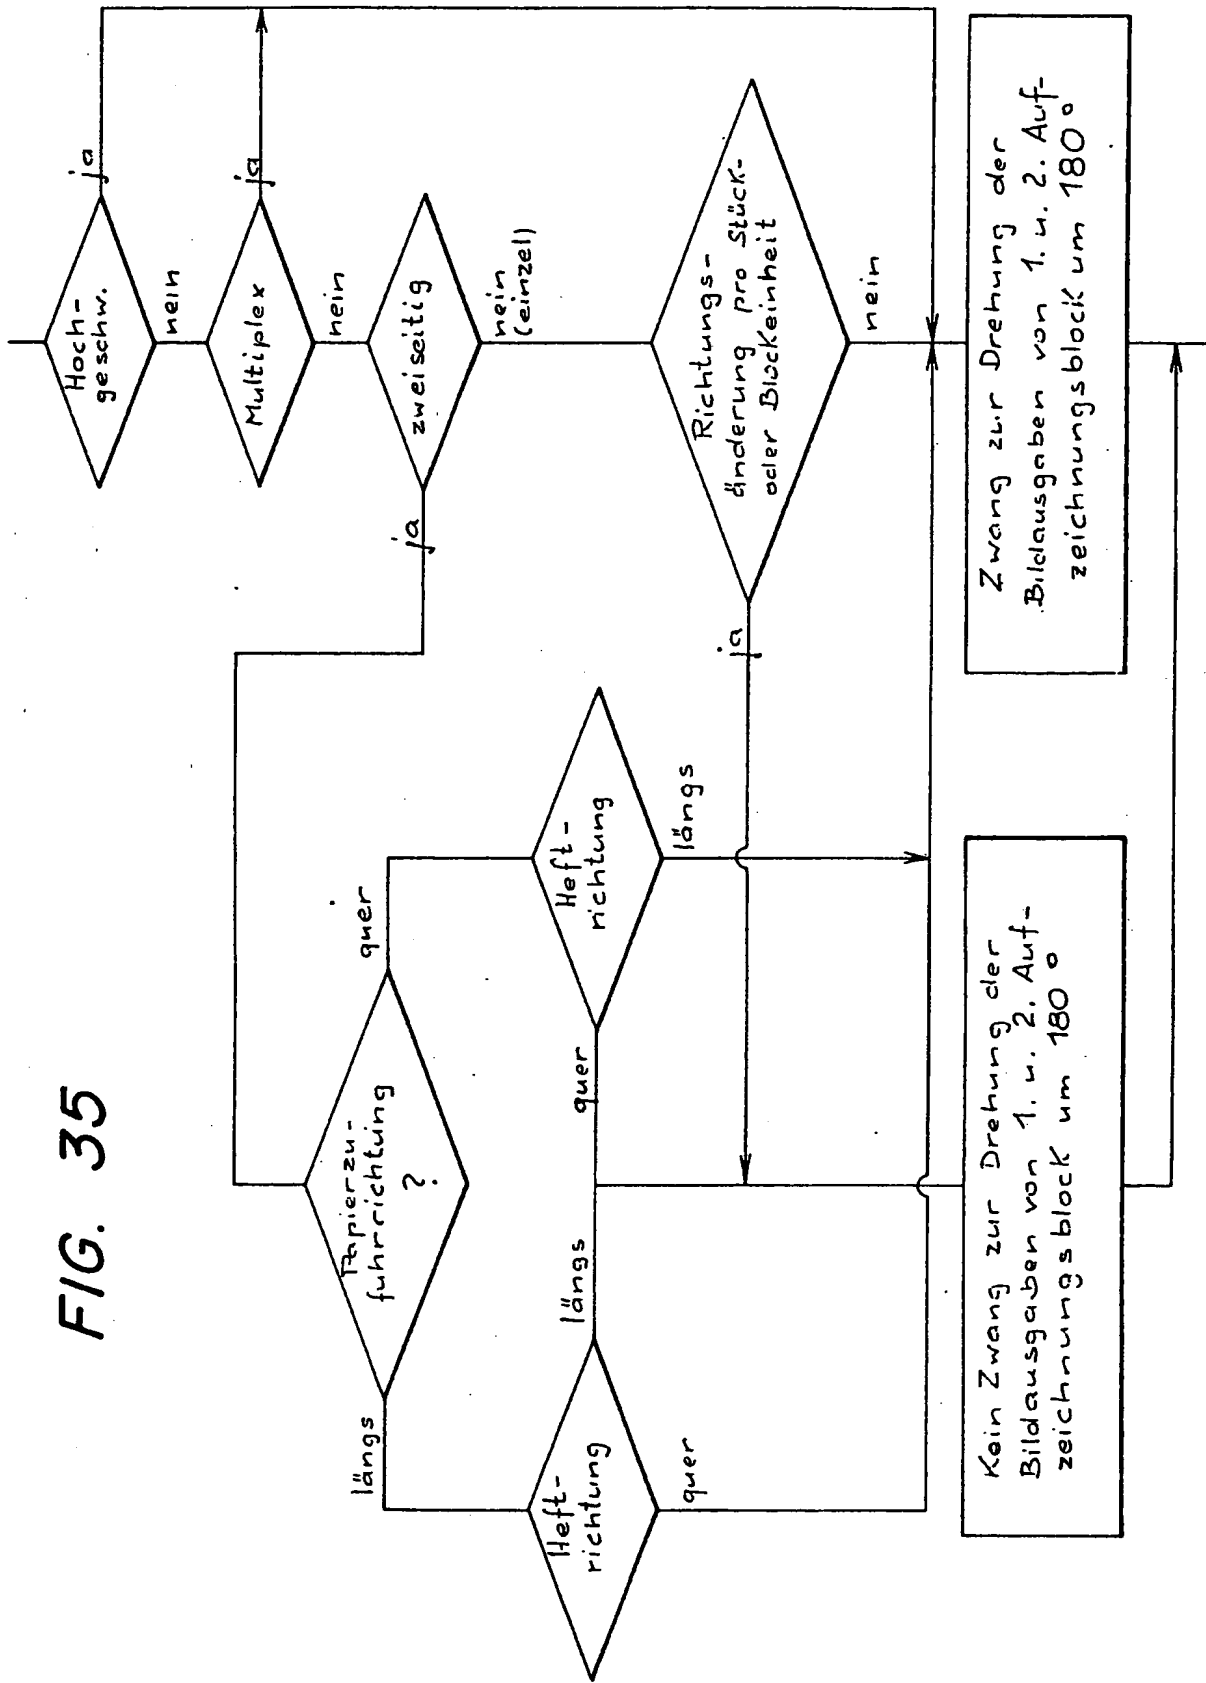 FIG. 35
Hoch-
geschw.
ja
nein
Multiplex
ja
nein
zweiseitig
ja
nein
(einzel)
Papierzu-
fuhrrichtung
?
längs
quer
Heft-
richtung
längs
quer
Heft-
richtung
quer
längs
Richtungs-
änderung pro Stück-
oder Blockeinheit
ja
nein
Kein Zwang zur Drehung der
Bildausgaben von 1. u. 2. Auf-
zeichnungsblock um 180°
Zwang zur Drehung der
Bildausgaben von 1. u. 2. Auf-
zeichnungsblock um 180°